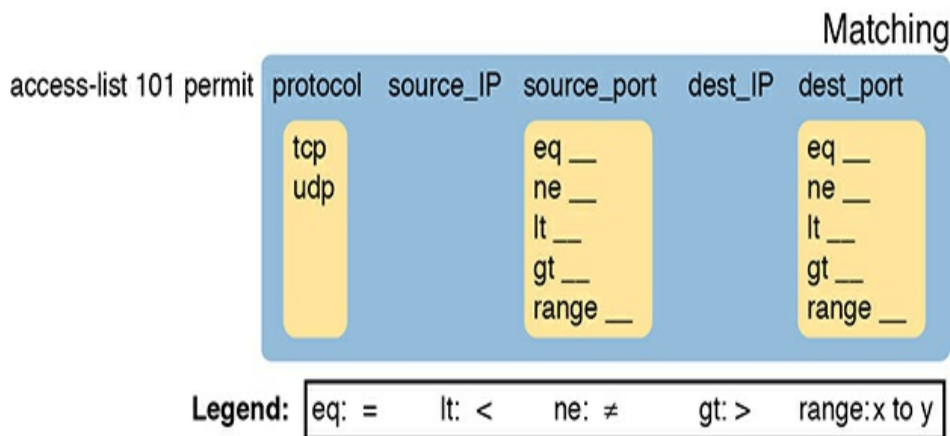 Matching
access-list 101 permit protocol source_IP source_port dest_IP dest_port
tcp eq __ eq __
udp ne __ ne __
lt __ lt __
gt __ gt __
range __ range __
Legend: eq: = lt: < ne: ≠ gt: > range: x to y